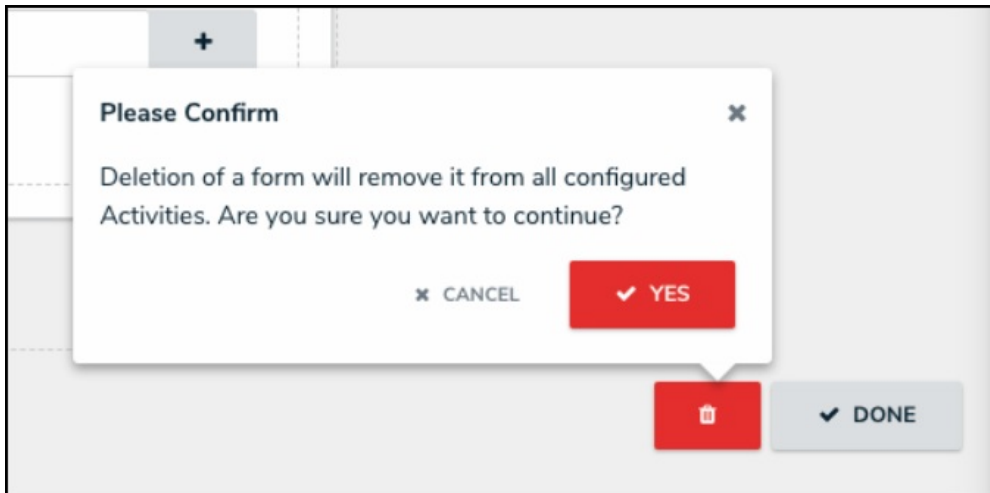 Please Confirm
Deletion of a form will remove it from all configured
Activities. Are you sure you want to continue?
CANCEL
YES
DONE